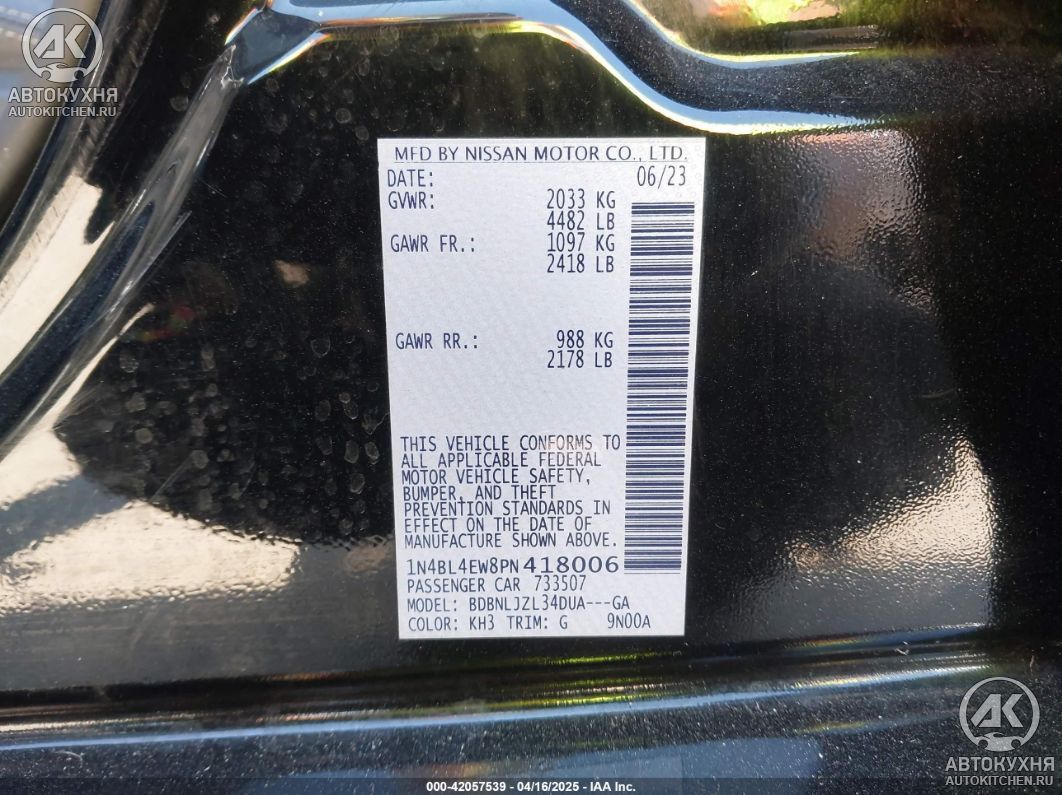 AK
АВТОКУХНЯ
AUTOKITCHEN.RU
MFD BY NISSAN MOTOR CO., LTD.
DATE: 06/23
GVWR: 2033 KG
4482 LB
GAWR FR.: 1097 KG
2418 LB
GAWR RR.: 988 KG
2178 LB
THIS VEHICLE CONFORMS TO
ALL APPLICABLE FEDERAL
MOTOR VEHICLE SAFETY,
BUMPER, AND THEFT
PREVENTION STANDARDS IN
EFFECT ON THE DATE OF
MANUFACTURE SHOWN ABOVE.
1N4BL4EW8PN418006
PASSENGER CAR 733507
MODEL: BDBNLJZL34DUA---GA
COLOR: KH3 TRIM: G 9N00A
AK
АВТОКУХНЯ
AUTOKITCHEN.RU
000-42057539 - 04/16/2025 - IAA Inc.